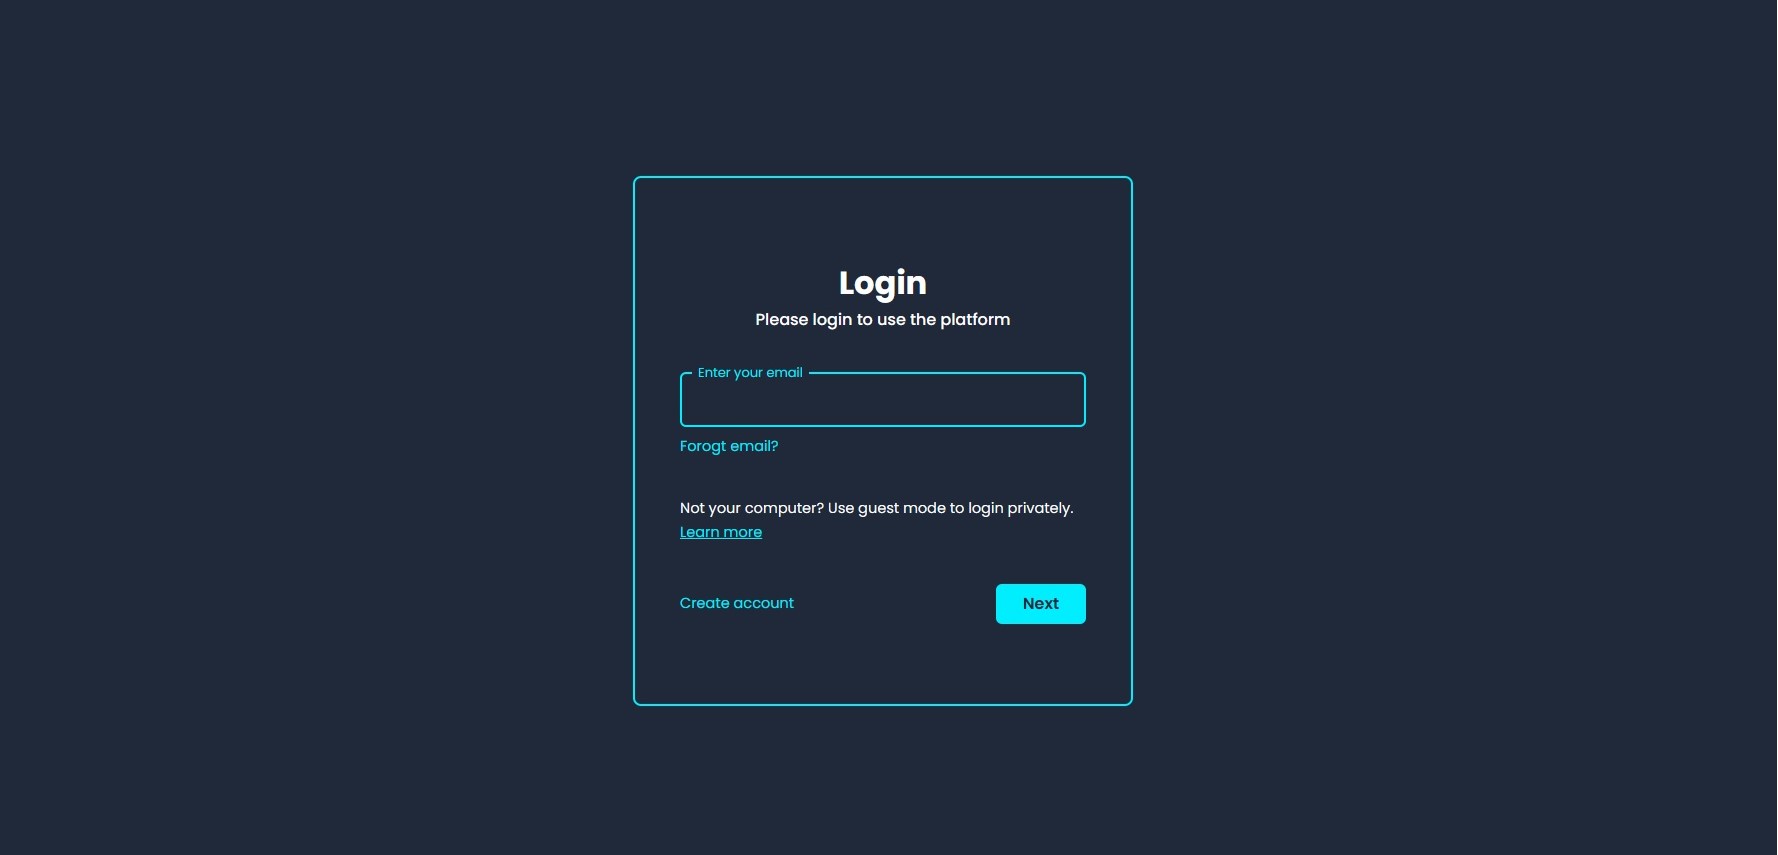 Login
Please login to use the platform
Enter your email
Forogt email?
Not your computer? Use guest mode to login privately.
Learn more
Create account
Next